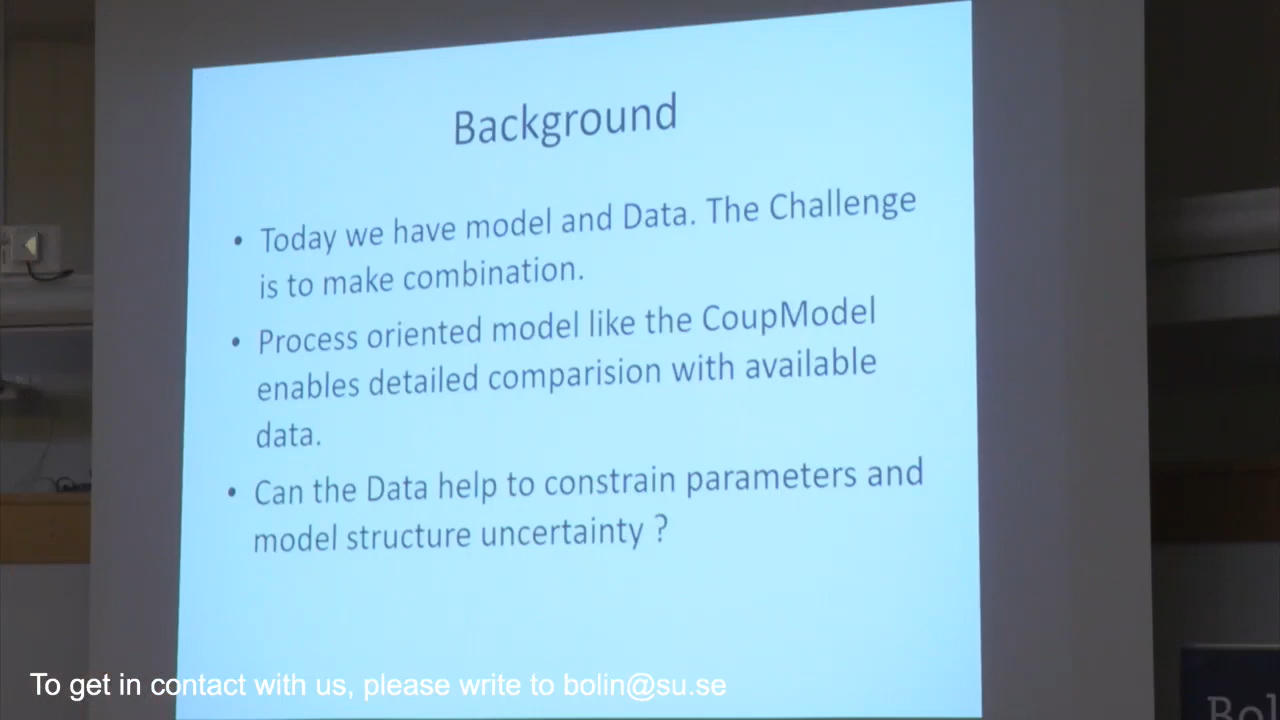 Background
• Today we have model and Data. The Challenge
is to make combination.
• Process oriented model like the CoupModel
enables detailed comparision with available
data.
• Can the Data help to constrain parameters and
model structure uncertainty ?
To get in contact with us, please write to bolin@su.se